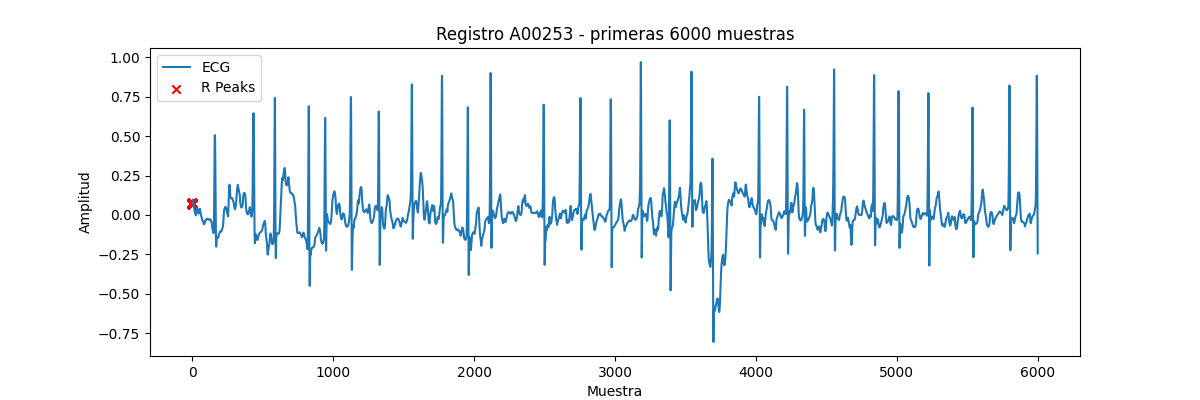 Registro A00253 - primeras 6000 muestras
ECG
R Peaks
1.00
0.75
0.50
0.25
0.00
−0.25
−0.50
−0.75
Amplitud
0 1000 2000 3000 4000 5000 6000
Muestra